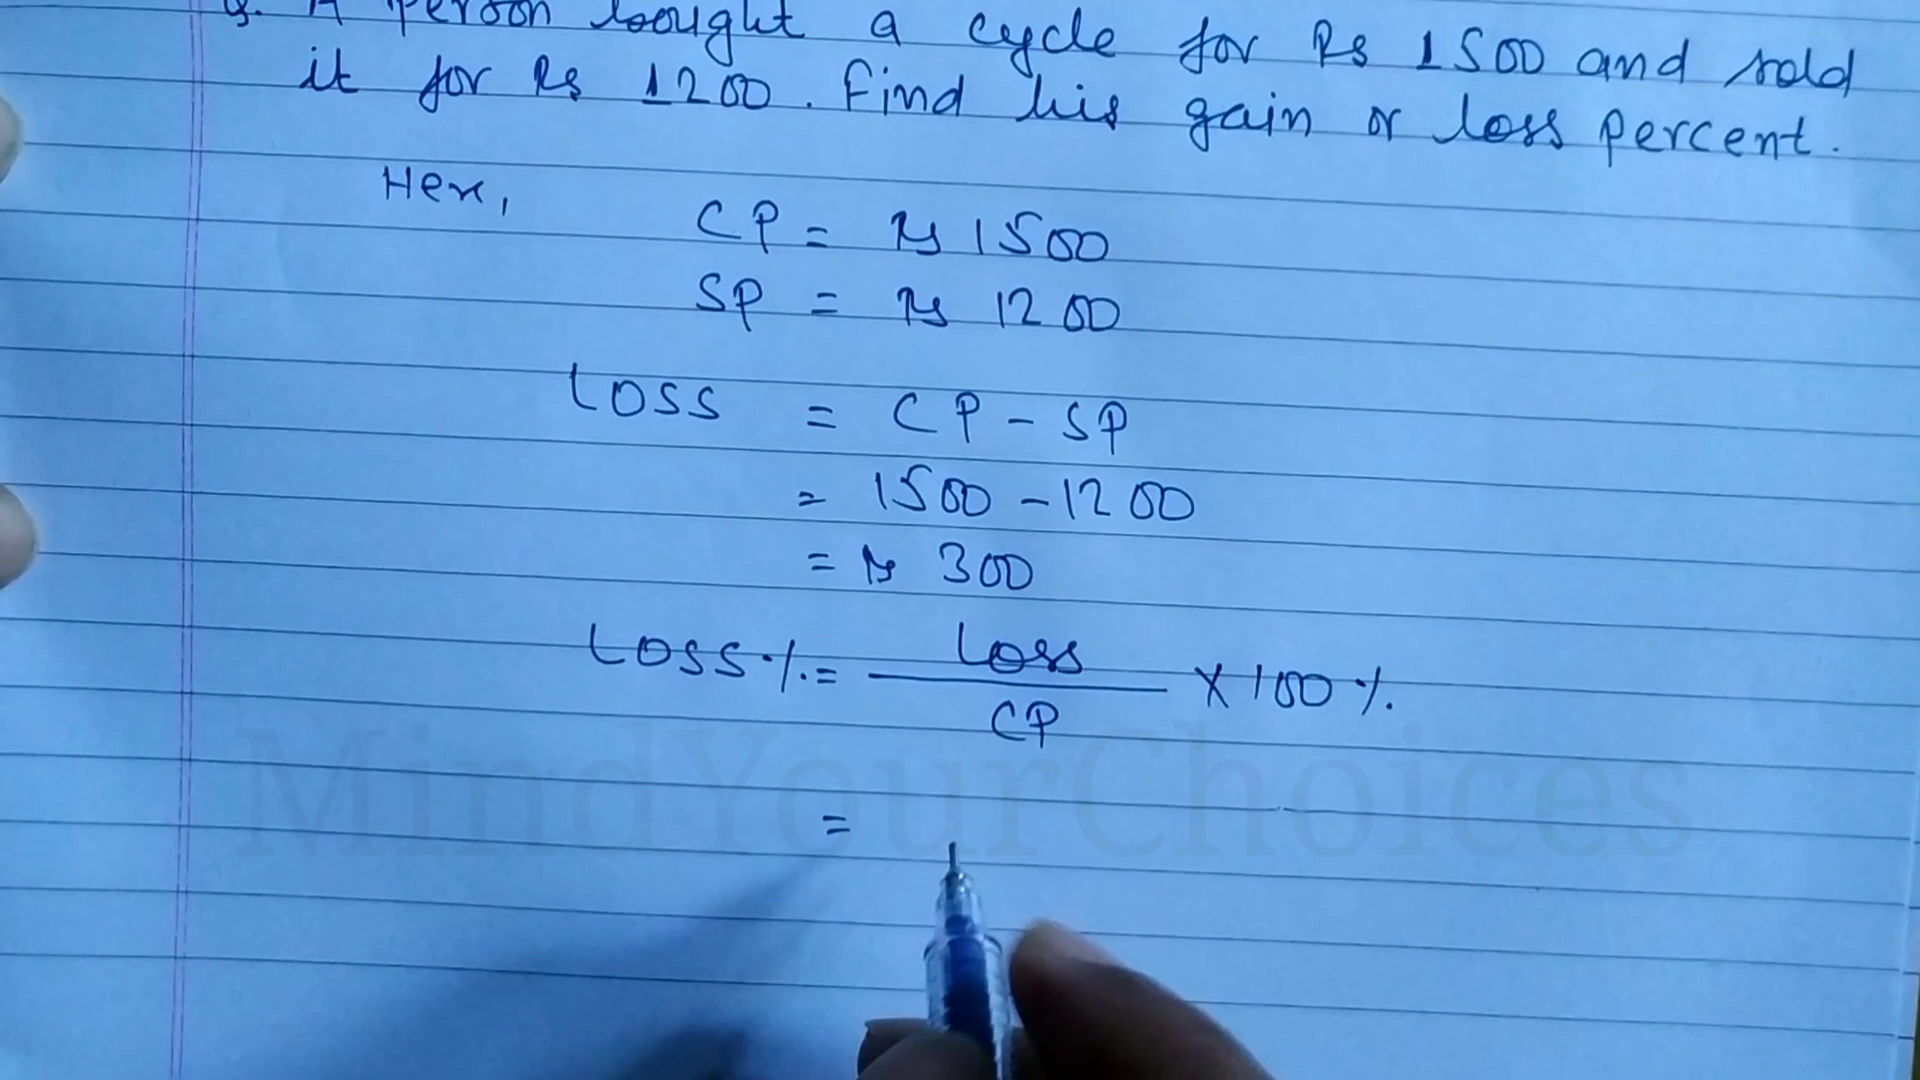 Q. A person bought a cycle for Rs 1500 and sold
it for Rs 1200. Find his gain or loss percent.
Here,
CP = Rs 1500
SP = Rs 1200
Loss = CP - SP
= 1500 - 1200
= Rs 300
Loss % = Loss / CP × 100 %
MindYourChoices
=